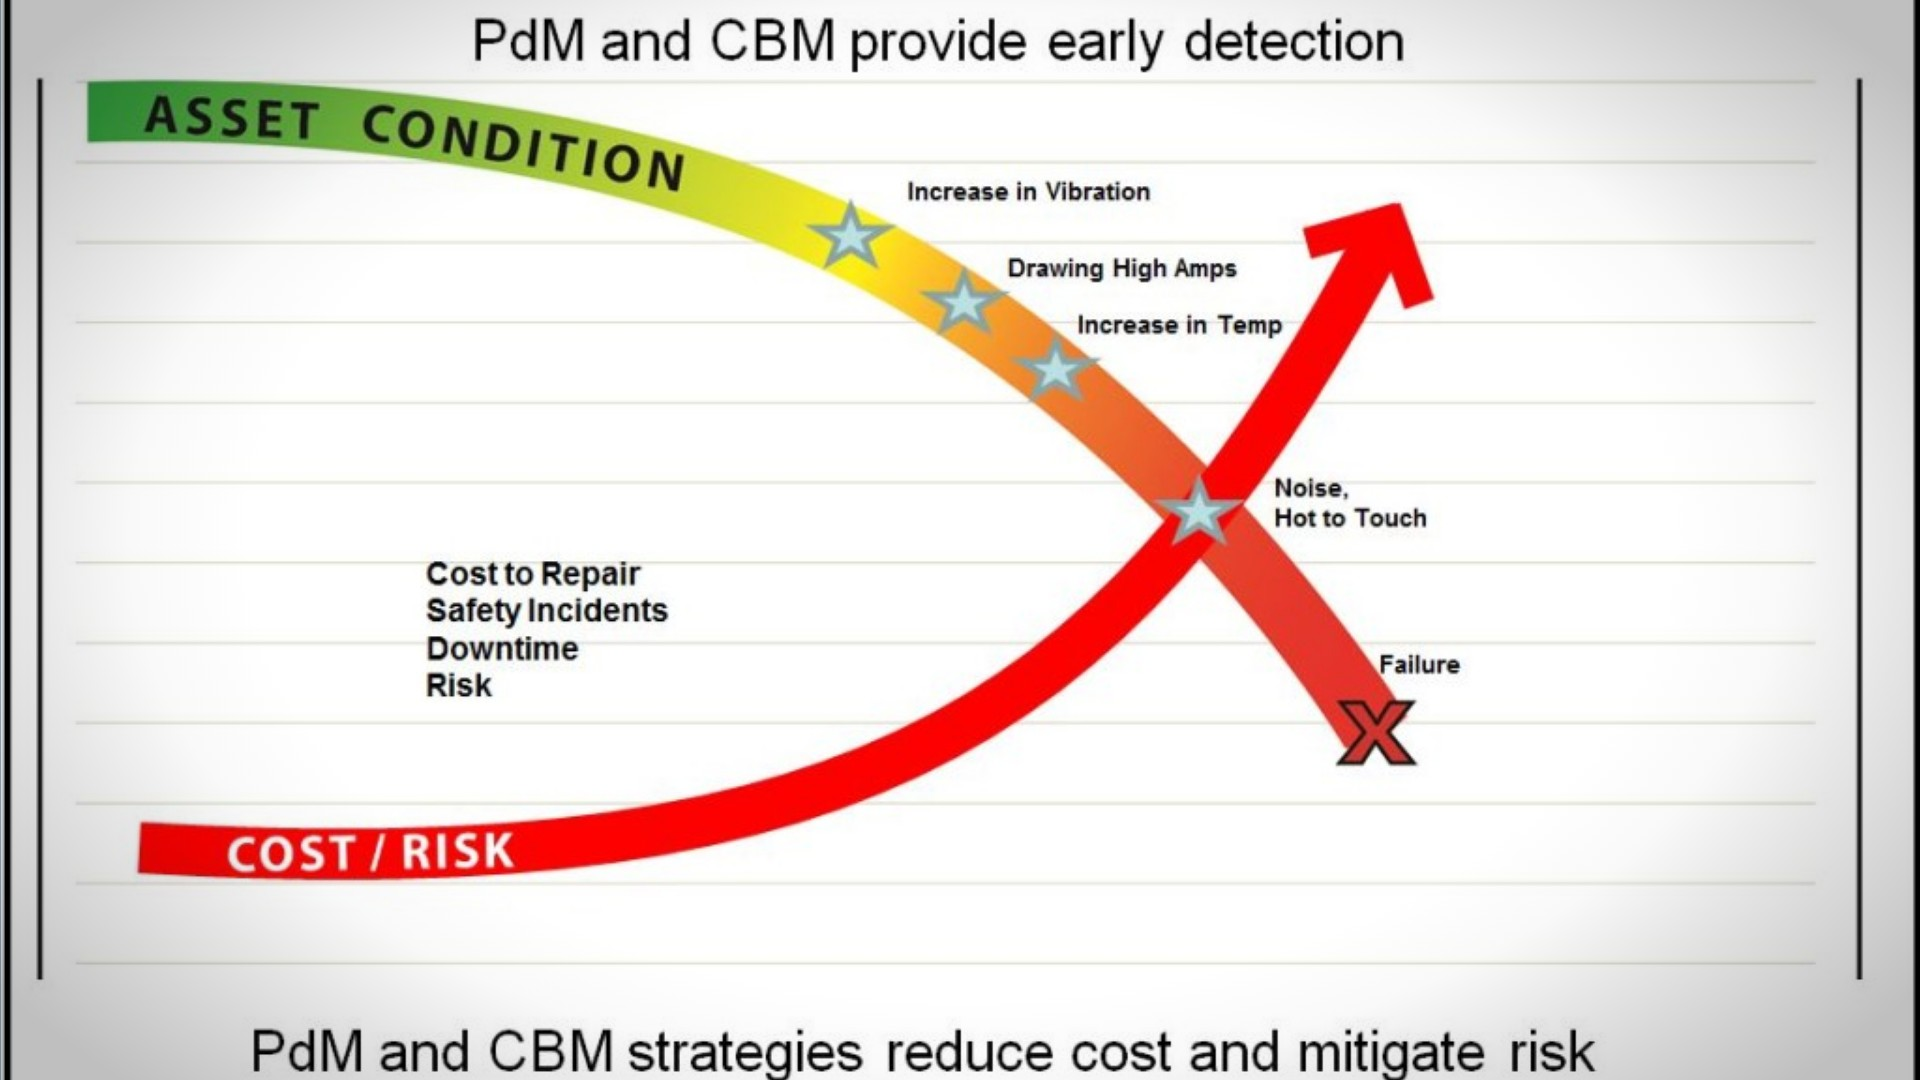 PdM and CBM provide early detection
ASSET CONDITION
Increase in Vibration
Drawing High Amps
Increase in Temp
Noise,
Hot to Touch
Cost to Repair
Safety Incidents
Downtime
Risk
Failure
X
COST / RISK
PdM and CBM strategies reduce cost and mitigate risk